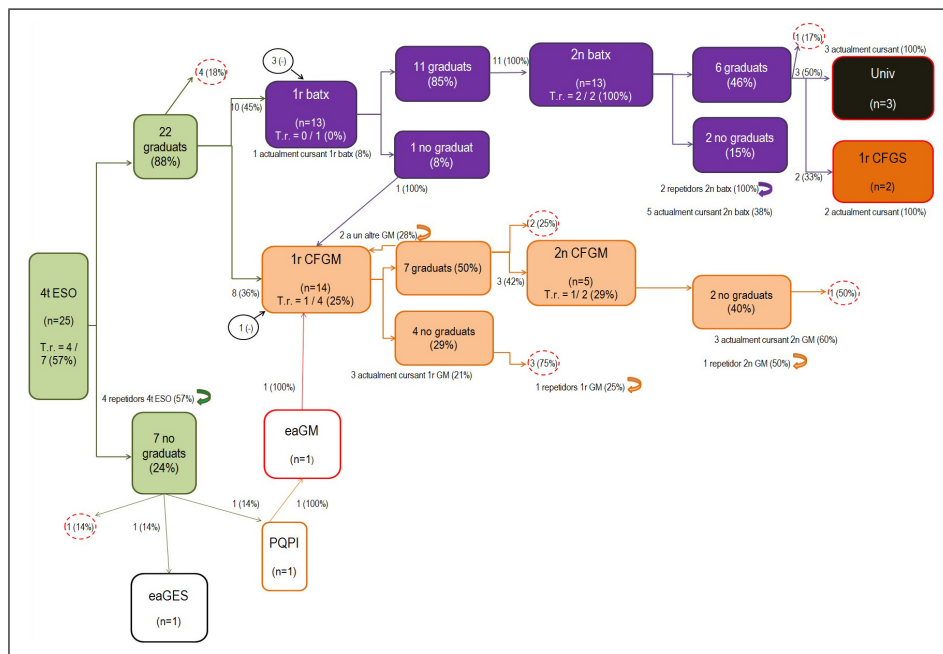 4t ESO
(n=25)
T.r. = 4 /
7 (57%)
22
graduats
(88%)
4 (18%)
10 (45%)
8 (36%)
4 repetidors 4t ESO (57%)
7 no
graduats
(24%)
1 (14%)
1 (14%)
1 (14%)
eaGES
(n=1)
PQPI
(n=1)
1 (100%)
eaGM
(n=1)
1 (100%)
3 (-)
1r batx
(n=13)
T.r. = 0 / 1 (0%)
1 actualment cursant 1r batx (8%)
11 graduats
(85%)
1 no graduat
(8%)
1 (100%)
11 (100%)
2n batx
(n=13)
T.r. = 2 / 2 (100%)
6 graduats
(46%)
2 no graduats
(15%)
2 repetidors 2n batx (100%)
5 actualment cursant 2n batx (38%)
1 (17%)
3 actualment cursant (100%)
3 (50%)
Univ
(n=3)
2 (33%)
1r CFGS
(n=2)
2 actualment cursant (100%)
2 a un altre GM (28%)
1r CFGM
(n=14)
T.r. = 1 / 4 (25%)
1 (-)
7 graduats (50%)
4 no graduats
(29%)
3 actualment cursant 1r GM (21%)
3 (75%)
1 repetidors 1r GM (25%)
2 (25%)
3 (42%)
2n CFGM
(n=5)
T.r. = 1/ 2 (29%)
2 no graduats
(40%)
1 (50%)
3 actualment cursant 2n GM (60%)
1 repetidor 2n GM (50%)